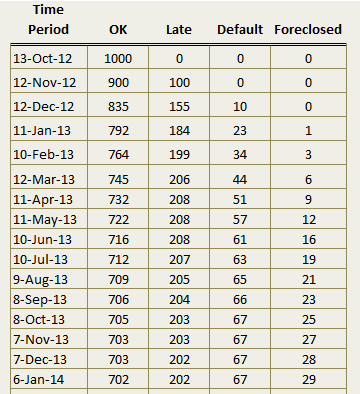 Time
Period OK Late Default Foreclosed
13-Oct-12 1000 0 0 0
12-Nov-12 900 100 0 0
12-Dec-12 835 155 10 0
11-Jan-13 792 184 23 1
10-Feb-13 764 199 34 3
12-Mar-13 745 206 44 6
11-Apr-13 732 208 51 9
11-May-13 722 208 57 12
10-Jun-13 716 208 61 16
10-Jul-13 712 207 63 19
9-Aug-13 709 205 65 21
8-Sep-13 706 204 66 23
8-Oct-13 705 203 67 25
7-Nov-13 703 203 67 27
7-Dec-13 703 202 67 28
6-Jan-14 702 202 67 29